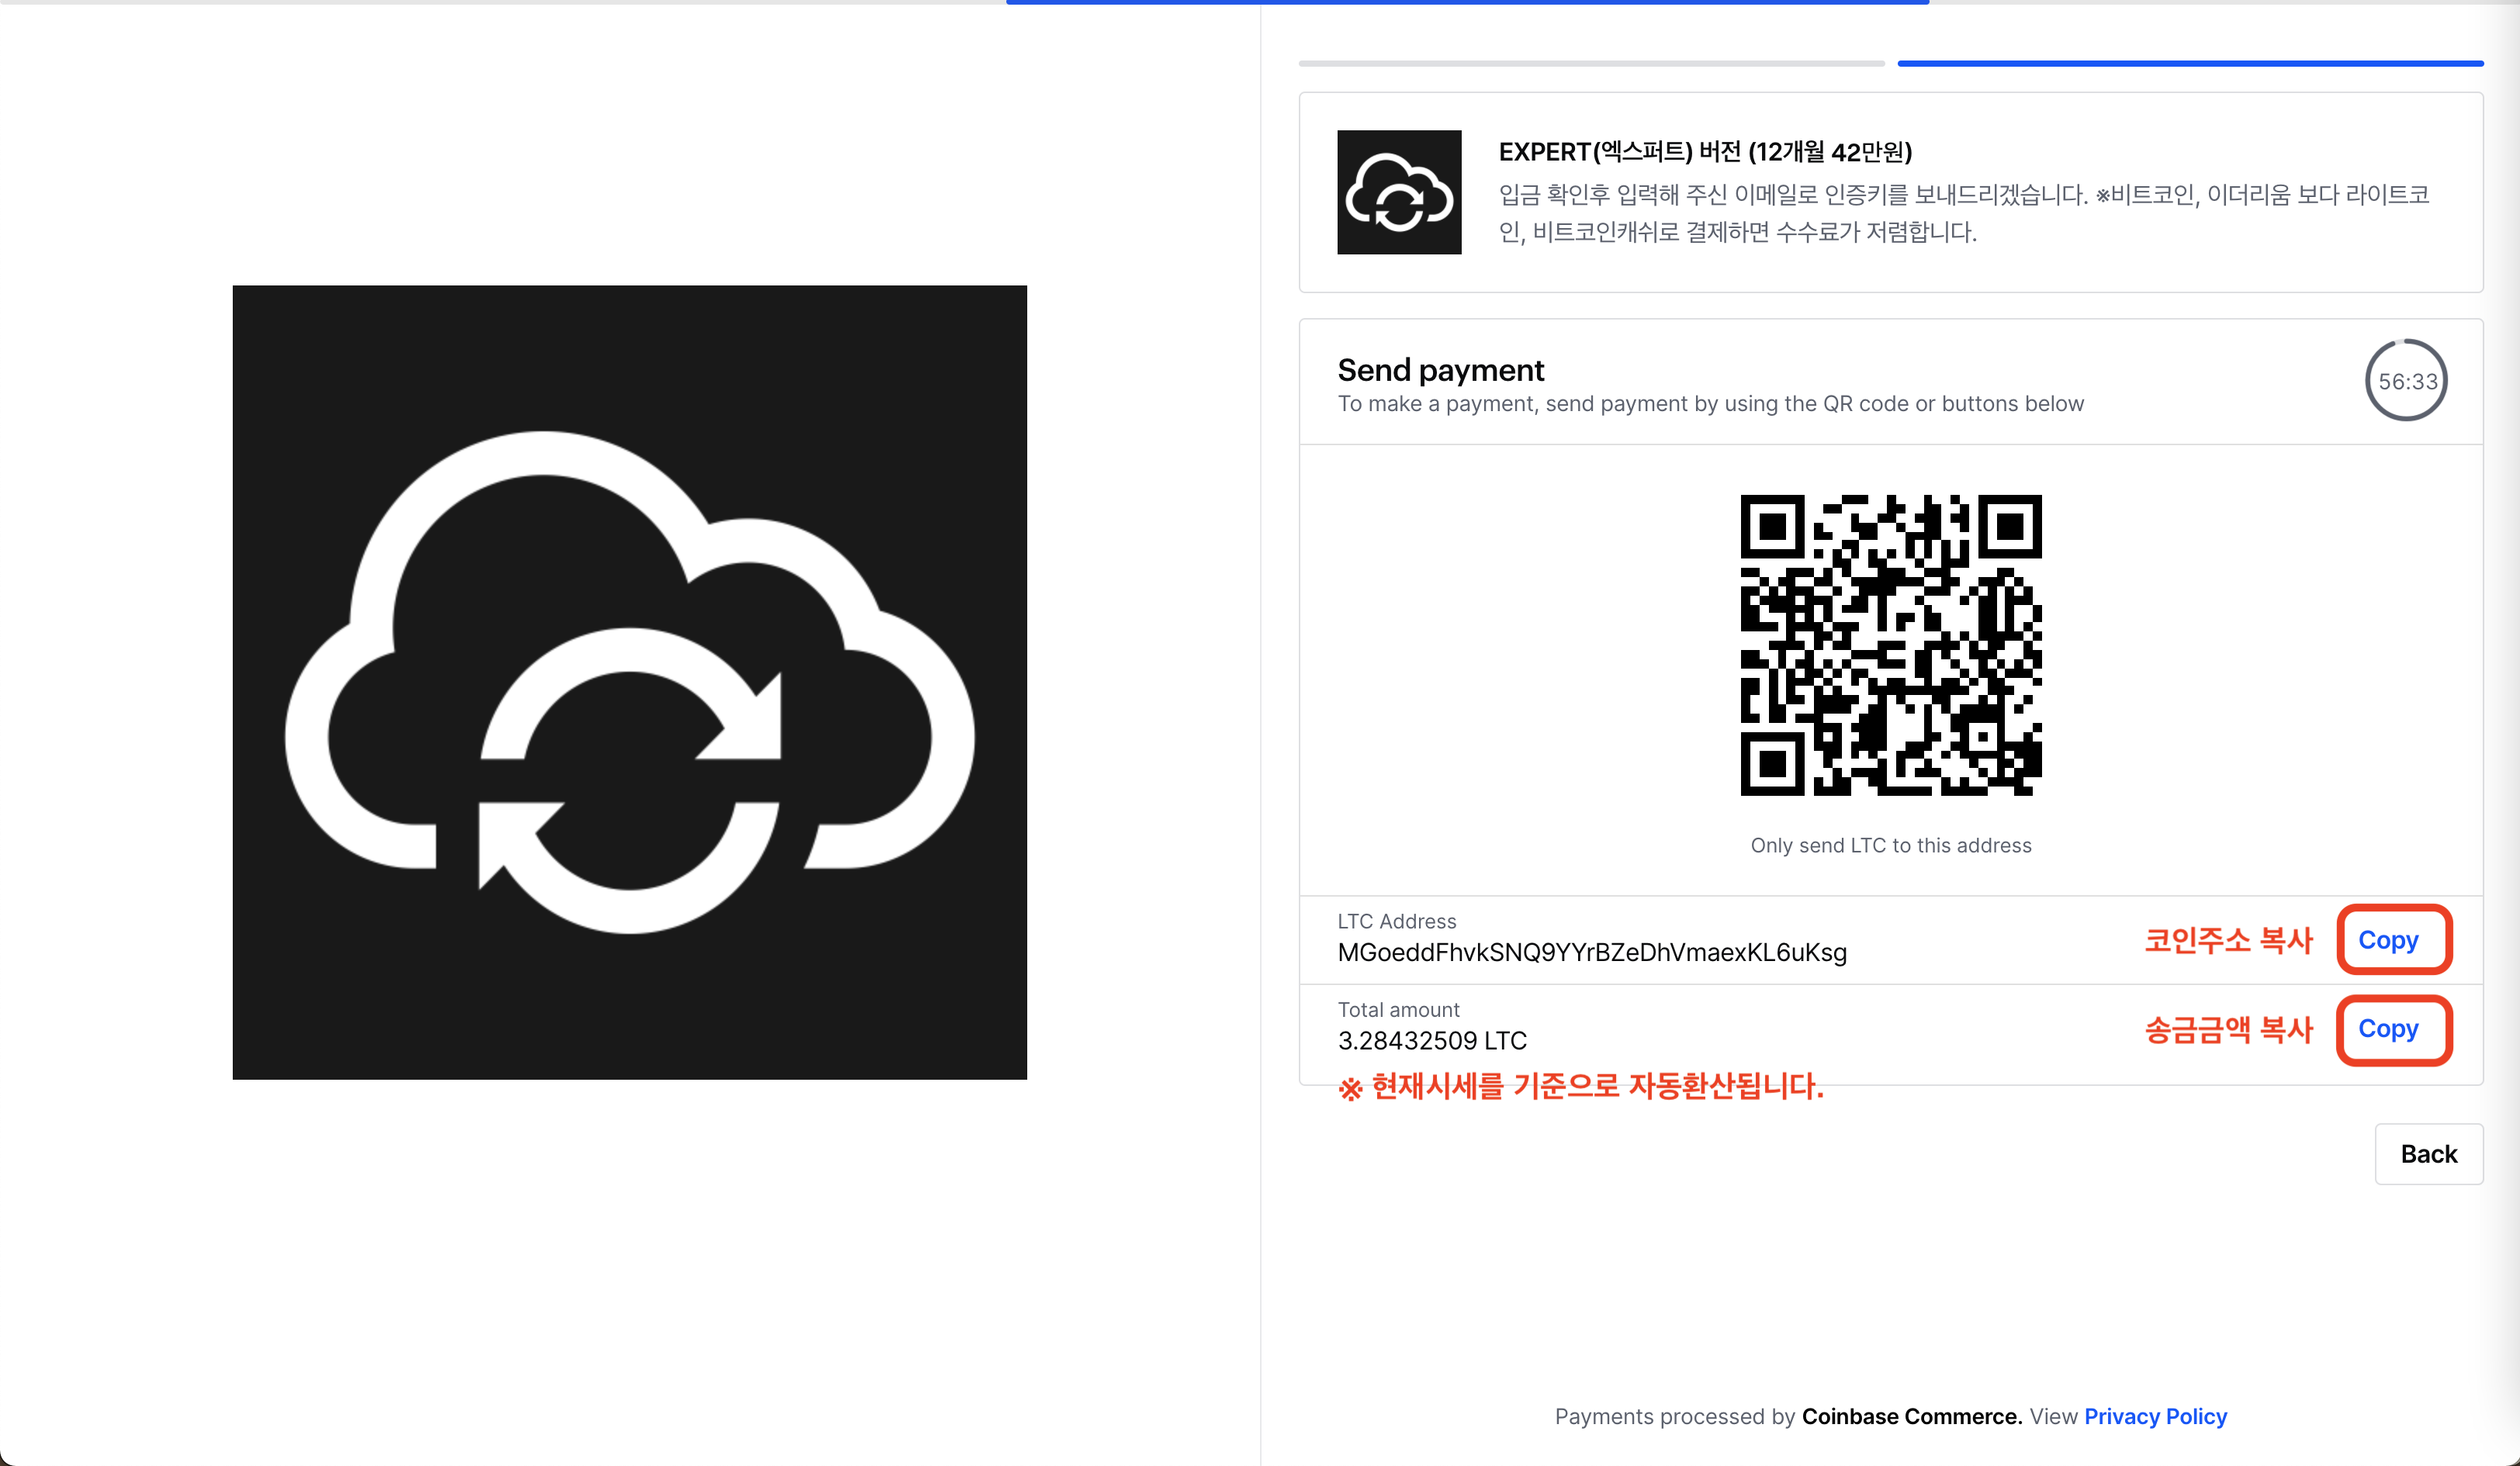 EXPERT(엑스퍼트) 버전 (12개월 42만원)
입금 확인후 입력해 주신 이메일로 인증키를 보내드리겠습니다. ※비트코인, 이더리움 보다 라이트코
인, 비트코인캐쉬로 결제하면 수수료가 저렴합니다.
Send payment
To make a payment, send payment by using the QR code or buttons below
56:33
Only send LTC to this address
LTC Address
MGoeddFhvkSNQ9YYrBZeDhVmaexKL6uKsg
코인주소 복사
Copy
Total amount
3.28432509 LTC
송금금액 복사
Copy
※ 현재시세를 기준으로 자동환산됩니다.
Back
Payments processed by Coinbase Commerce. View Privacy Policy